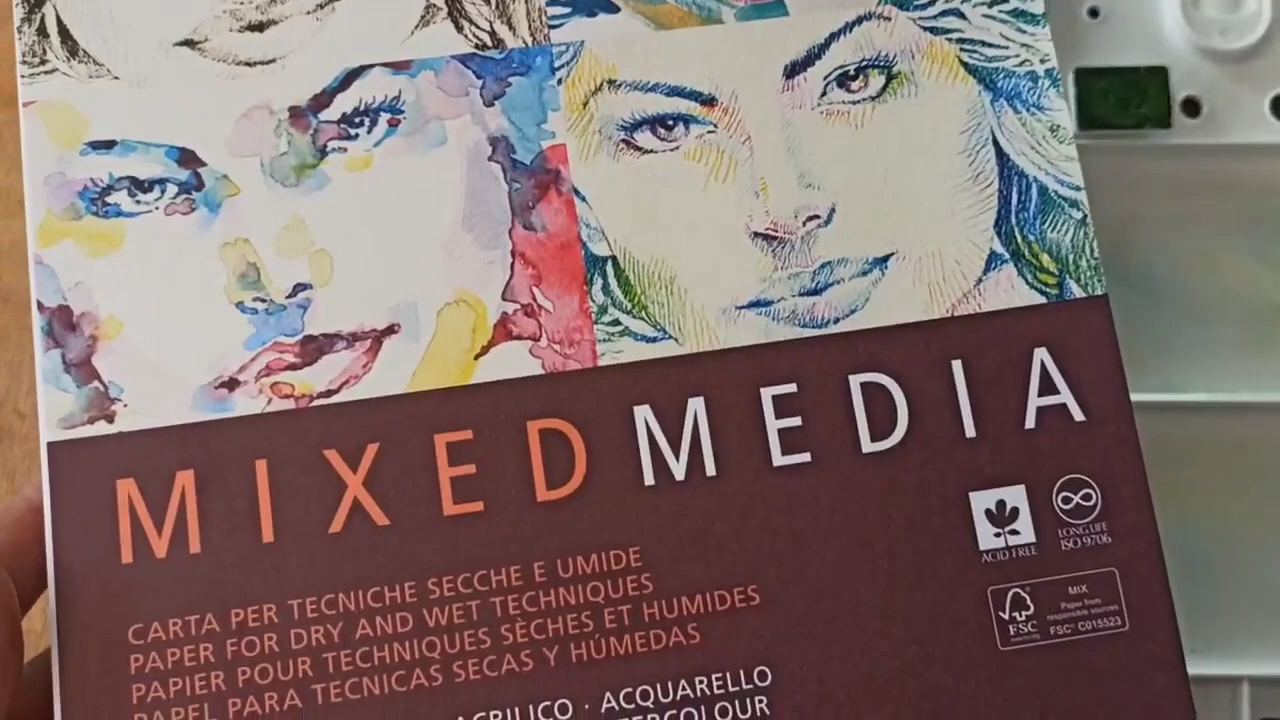 MIXEDMEDIA
ACID FREE
LONG LIFE
ISO 9706
CARTA PER TECNICHE SECCHE E UMIDE
PAPER FOR DRY AND WET TECHNIQUES
PAPIER POUR TECHNIQUES SÈCHES ET HUMIDES
PAPEL PARA TECNICAS SECAS Y HÚMEDAS
FSC
MIX
Paper from
responsible sources
FSC® C015523
ACRILICO · ACQUARELLO